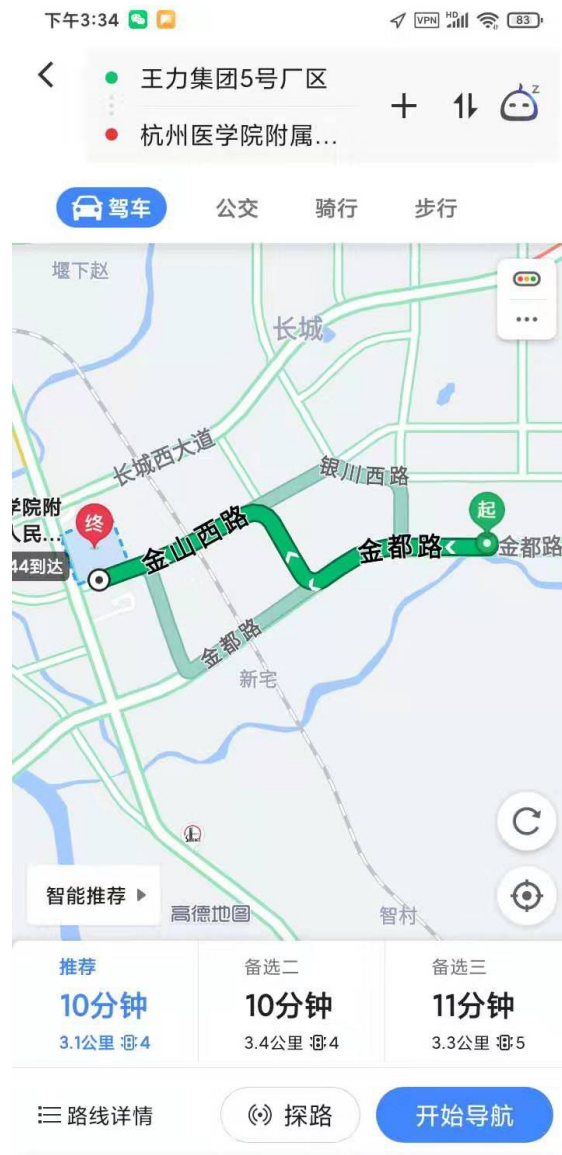 下午3:34
VPN HD 83
王力集团5号厂区
杭州医学院附属...
驾车 公交 骑行 步行
堰下赵
长城
长城西大道
银川西路
学院附
人民...
终
金山西路
起
金都路
金都路
44到达
金都路
新宅
智能推荐
高德地图
智村
推荐 备选二 备选三
10分钟 10分钟 11分钟
3.1公里 4 3.4公里 4 3.3公里 5
路线详情 探路 开始导航